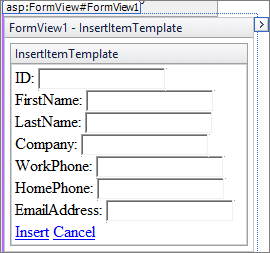 asp:FormView#FormView1
FormView1 - InsertItemTemplate
InsertItemTemplate
ID:
FirstName:
LastName:
Company:
WorkPhone:
HomePhone:
EmailAddress:
Insert Cancel